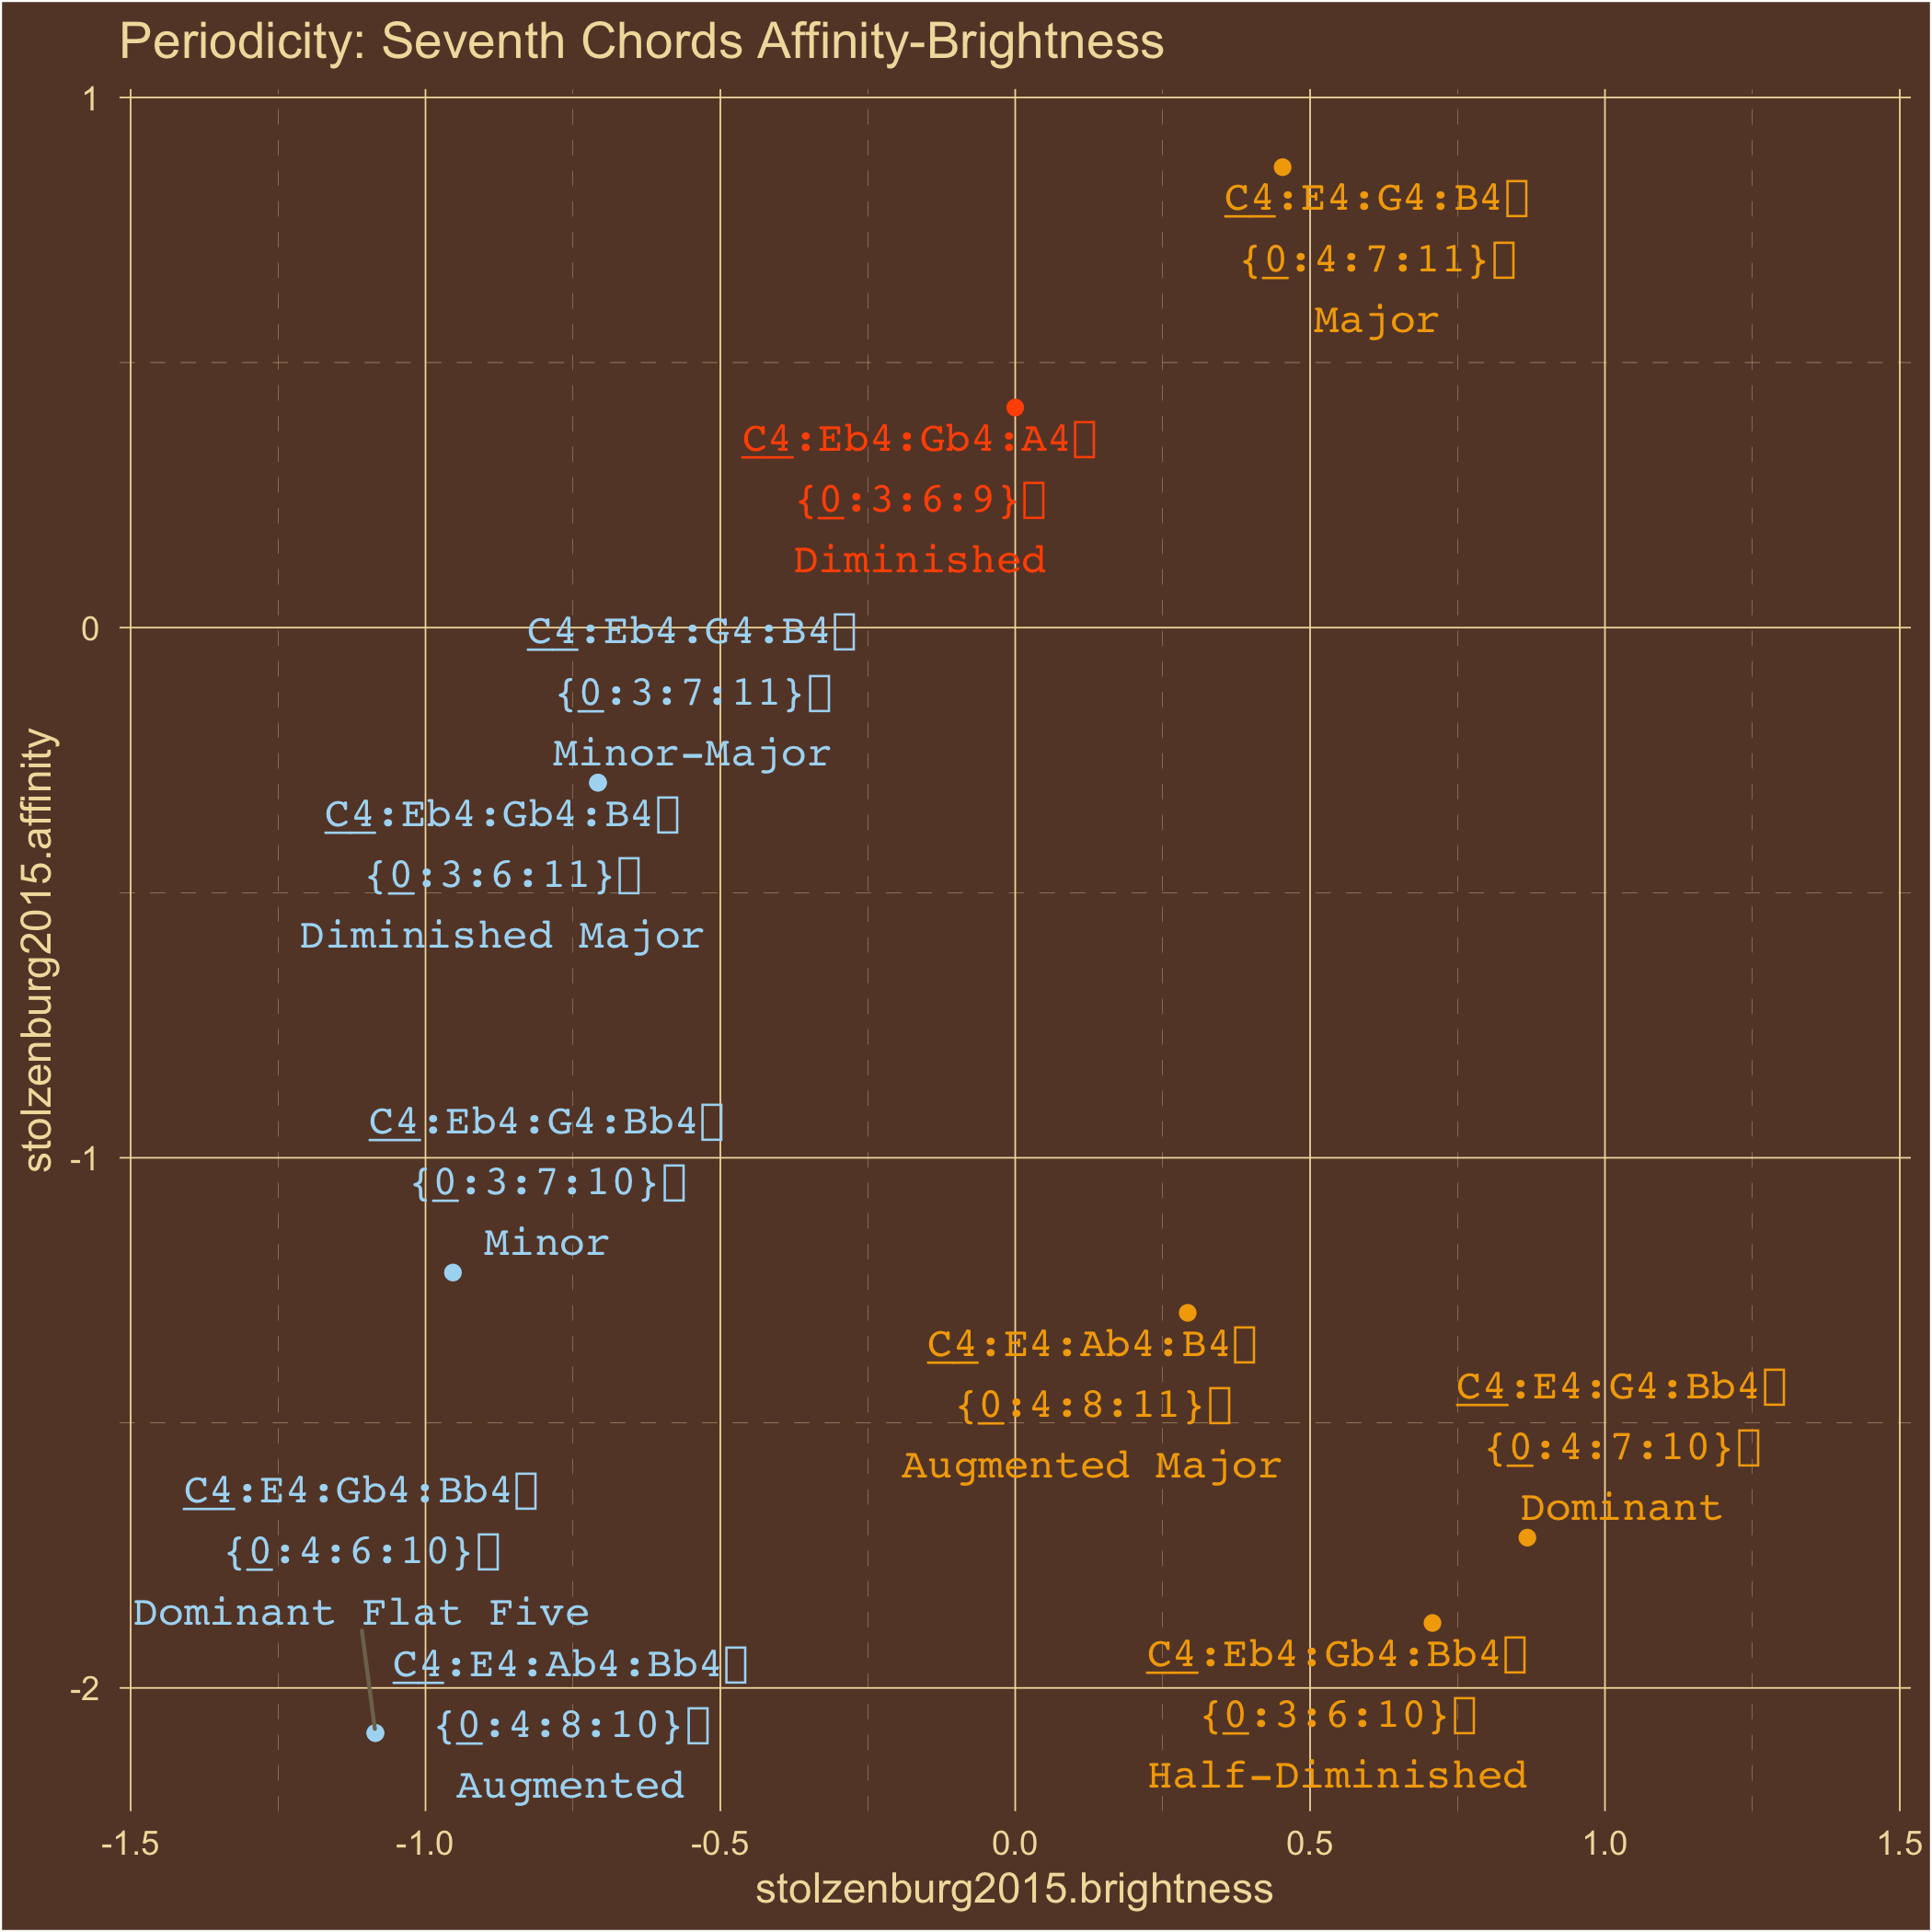 Periodicity: Seventh Chords Affinity-Brightness
1
C4:E4:G4:B4
{0:4:7:11}
Major
C4:Eb4:Gb4:A4
{0:3:6:9}
Diminished
0
C4:Eb4:G4:B4
{0:3:7:11}
Minor-Major
C4:Eb4:Gb4:B4
{0:3:6:11}
Diminished Major
stolzenburg2015.affinity
-1
C4:Eb4:G4:Bb4
{0:3:7:10}
Minor
C4:E4:Ab4:B4
{0:4:8:11}
Augmented Major
C4:E4:G4:Bb4
{0:4:7:10}
Dominant
C4:E4:Gb4:Bb4
{0:4:6:10}
Dominant Flat Five
C4:E4:Ab4:Bb4
{0:4:8:10}
Augmented
C4:Eb4:Gb4:Bb4
{0:3:6:10}
Half-Diminished
-2
-1.5 -1.0 -0.5 0.0 0.5 1.0 1.5
stolzenburg2015.brightness